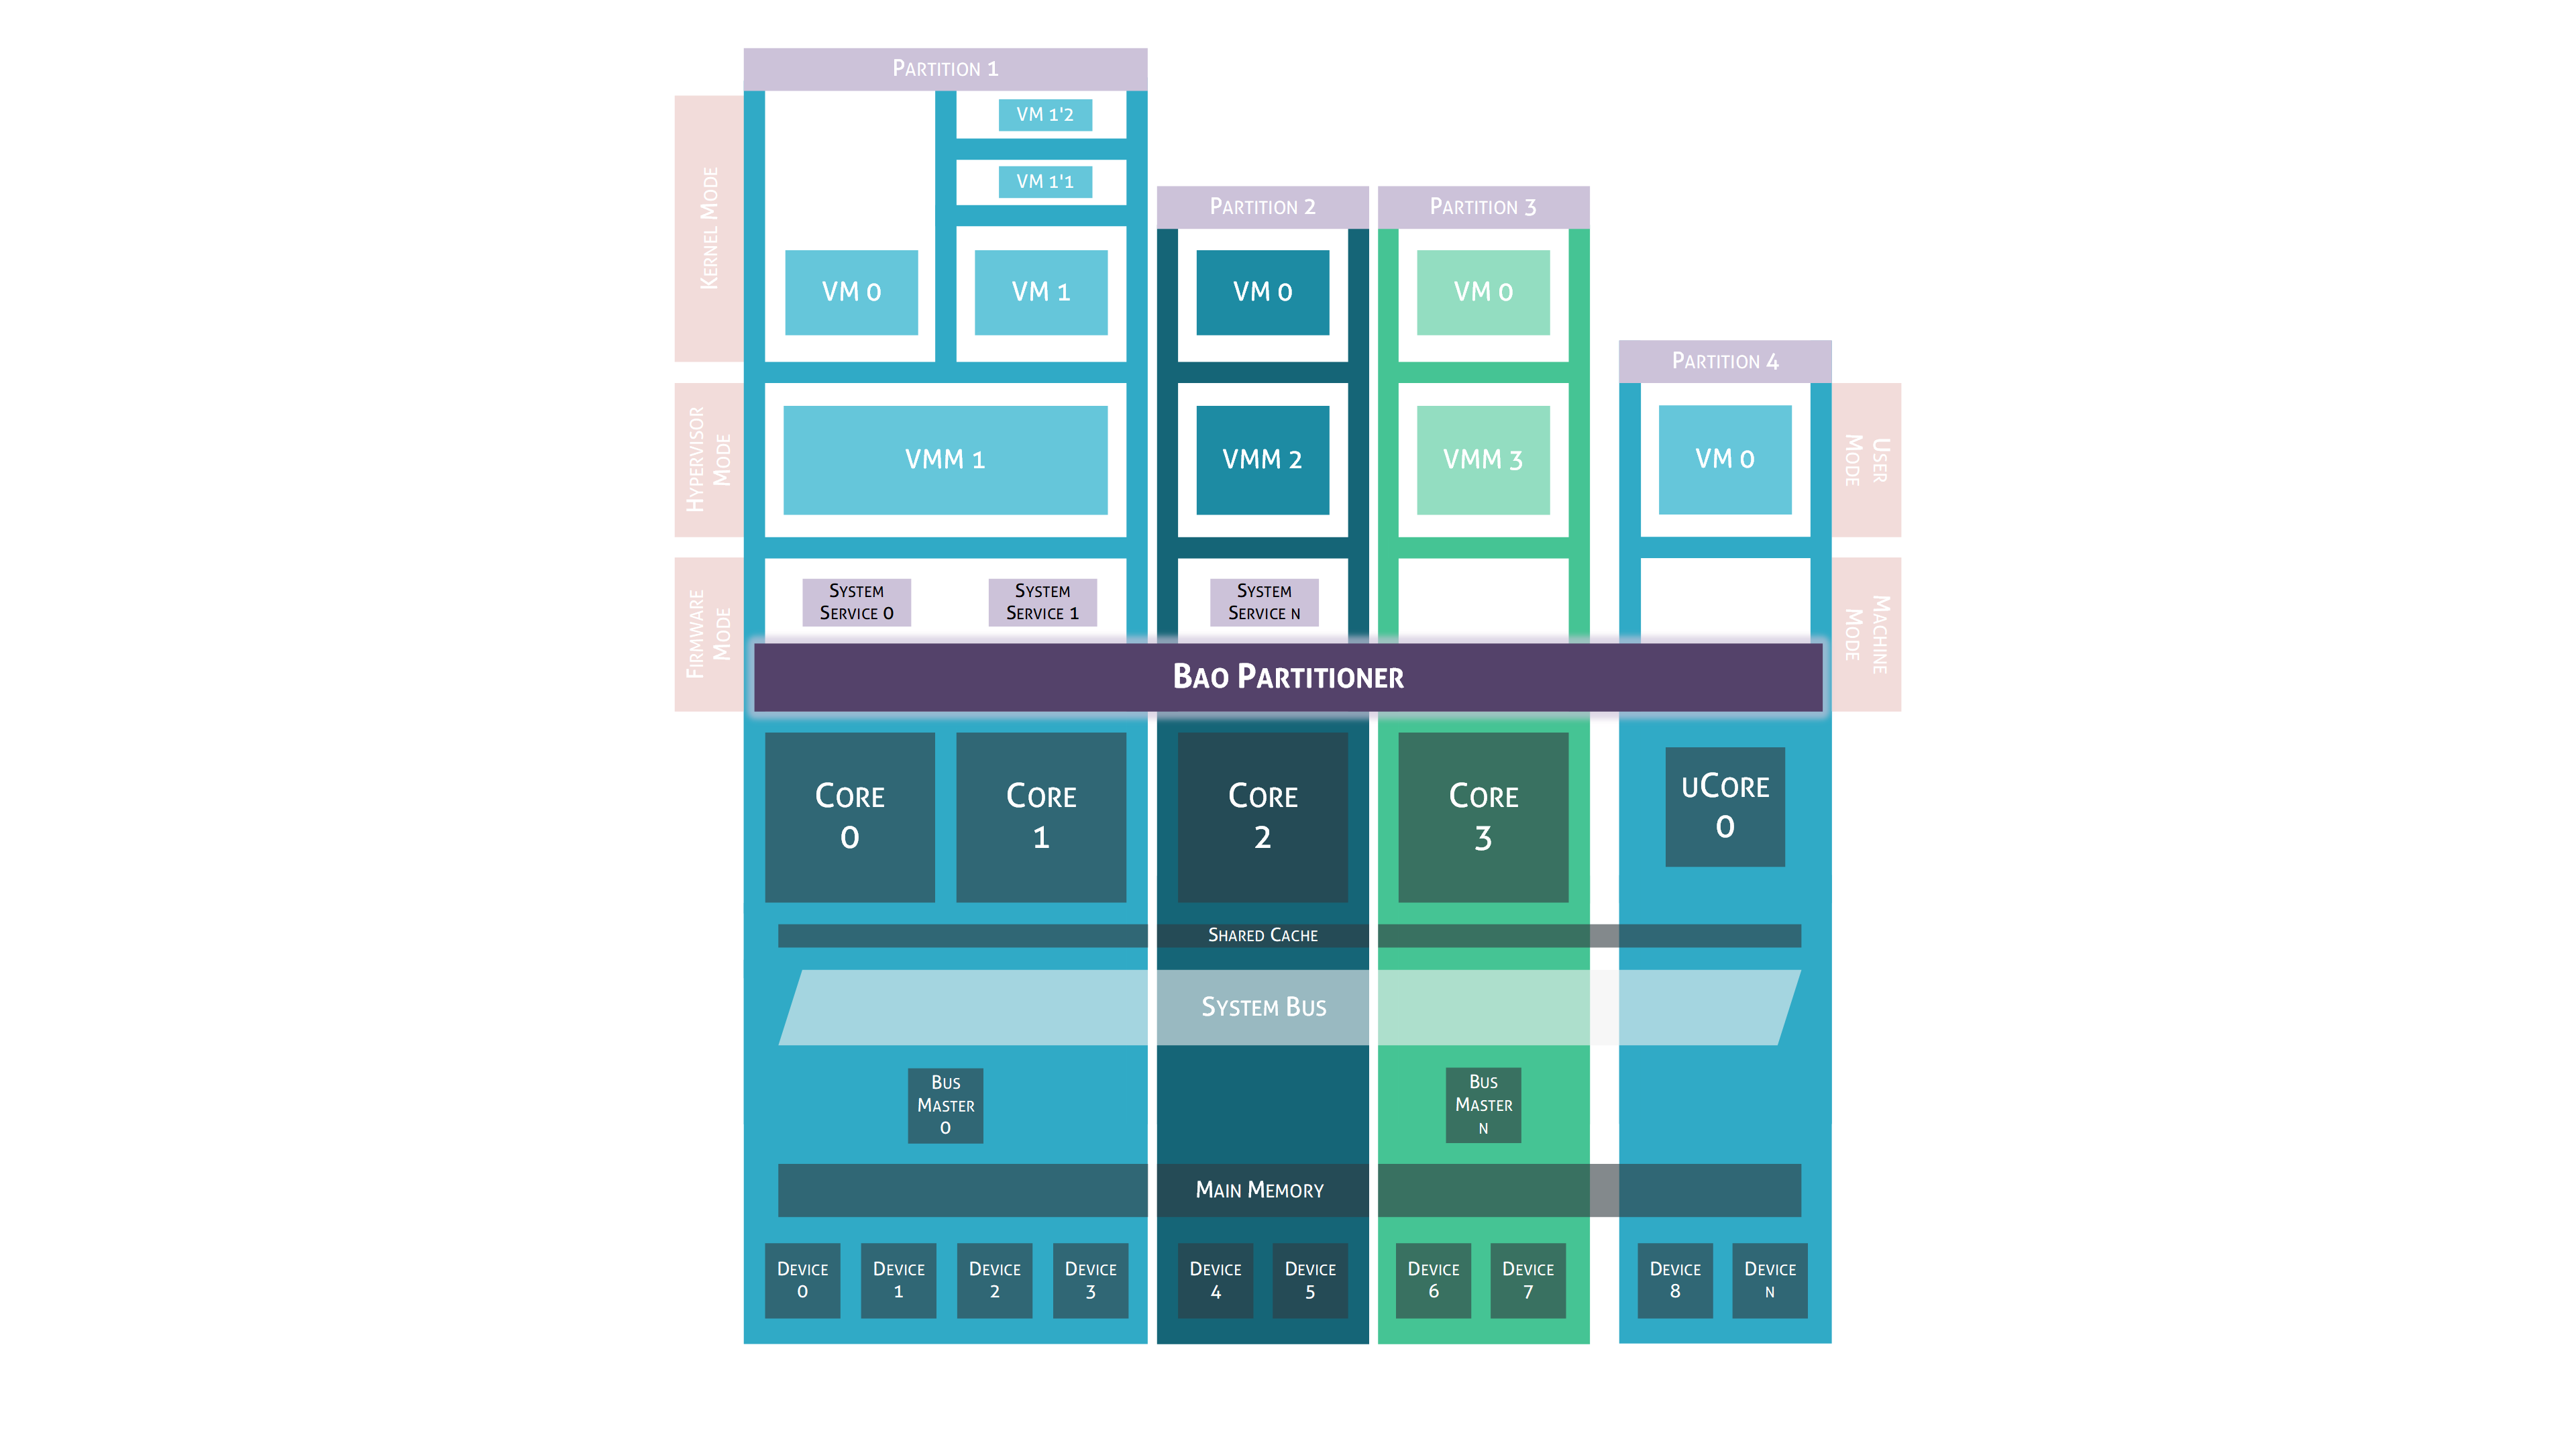 Partition 1
VM 1'2
VM 1'1
Kernel Mode
Partition 2
Partition 3
VM 0
VM 1
VM 0
VM 0
Partition 4
Hypervisor
Mode
VMM 1
VMM 2
VMM 3
VM 0
User
Mode
Firmware
Mode
System
Service 0
System
Service 1
System
Service n
Machine
Mode
Bao Partitioner
Core
0
Core
1
Core
2
Core
3
uCore
0
Shared Cache
System Bus
Bus
Master
0
Bus
Master
n
Main Memory
Device
0
Device
1
Device
2
Device
3
Device
4
Device
5
Device
6
Device
7
Device
8
Device
n